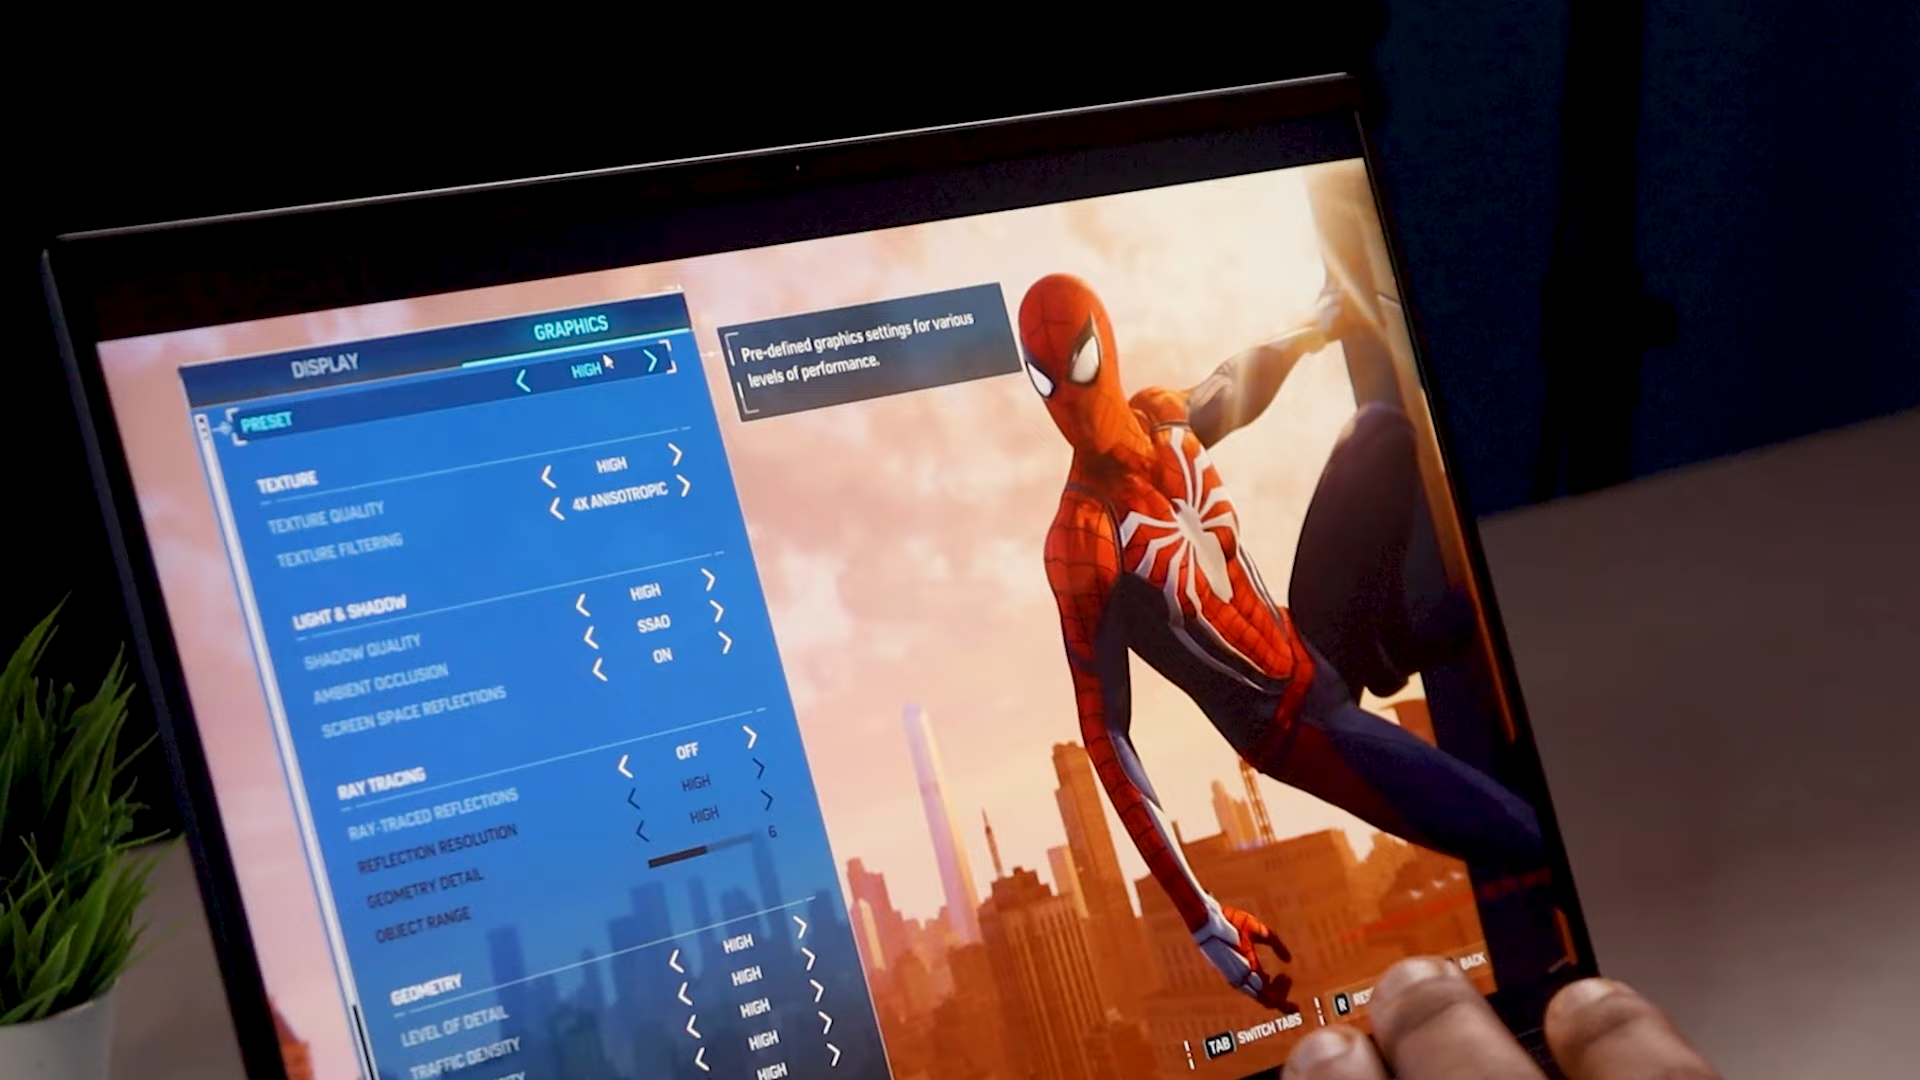 DISPLAY GRAPHICS
PRESET HIGH
Pre-defined graphics settings for various
levels of performance.
TEXTURE
TEXTURE QUALITY HIGH
TEXTURE FILTERING 4X ANISOTROPIC
LIGHT & SHADOW
SHADOW QUALITY HIGH
AMBIENT OCCLUSION SSAO
SCREEN SPACE REFLECTIONS ON
RAY TRACING
RAY-TRACED REFLECTIONS OFF
REFLECTION RESOLUTION HIGH
GEOMETRY DETAIL HIGH
OBJECT RANGE 6
GEOMETRY
LEVEL OF DETAIL HIGH
TRAFFIC DENSITY HIGH
HIGH
HIGH
HIGH
TAB SWITCH TABS R BACK